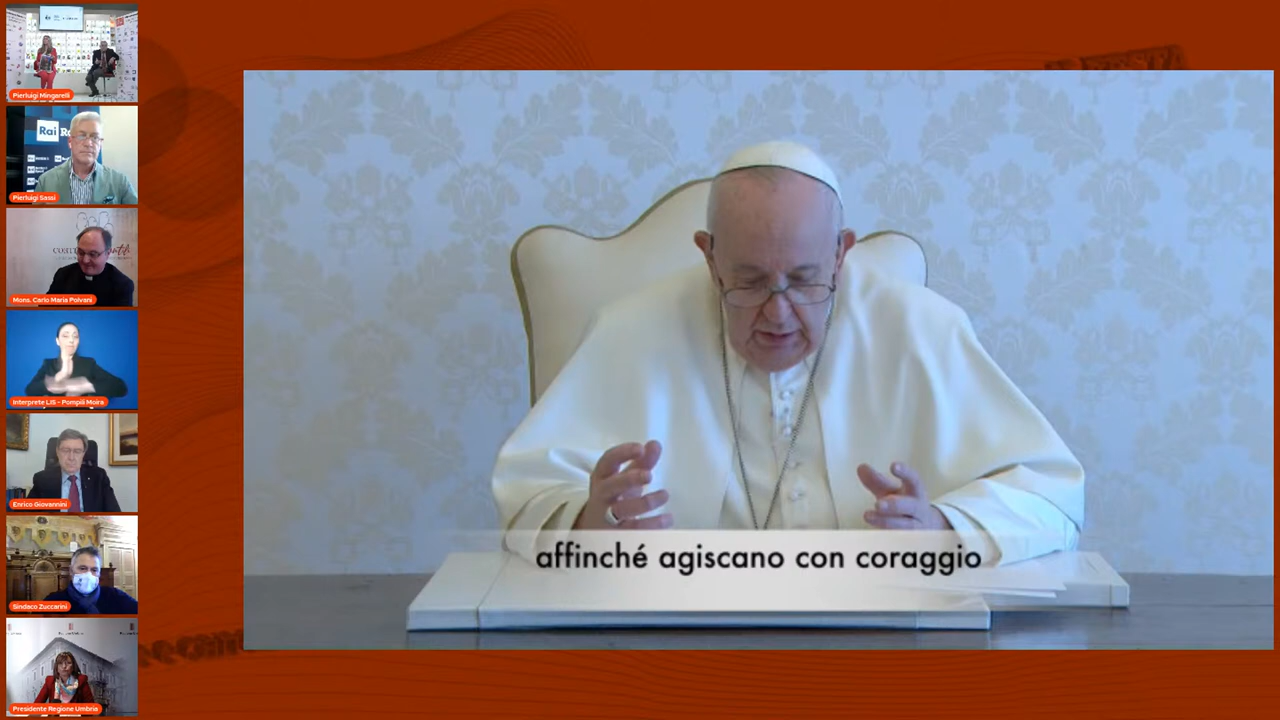 Pierluigi Mingarelli
Rai
Pierluigi Sassi
Mons. Carlo Maria Polvani
Interprete LIS - Pompili Moira
Enrico Giovannini
Sindaco Zuccarini
Presidente Regione Umbria
affinché agiscano con coraggio